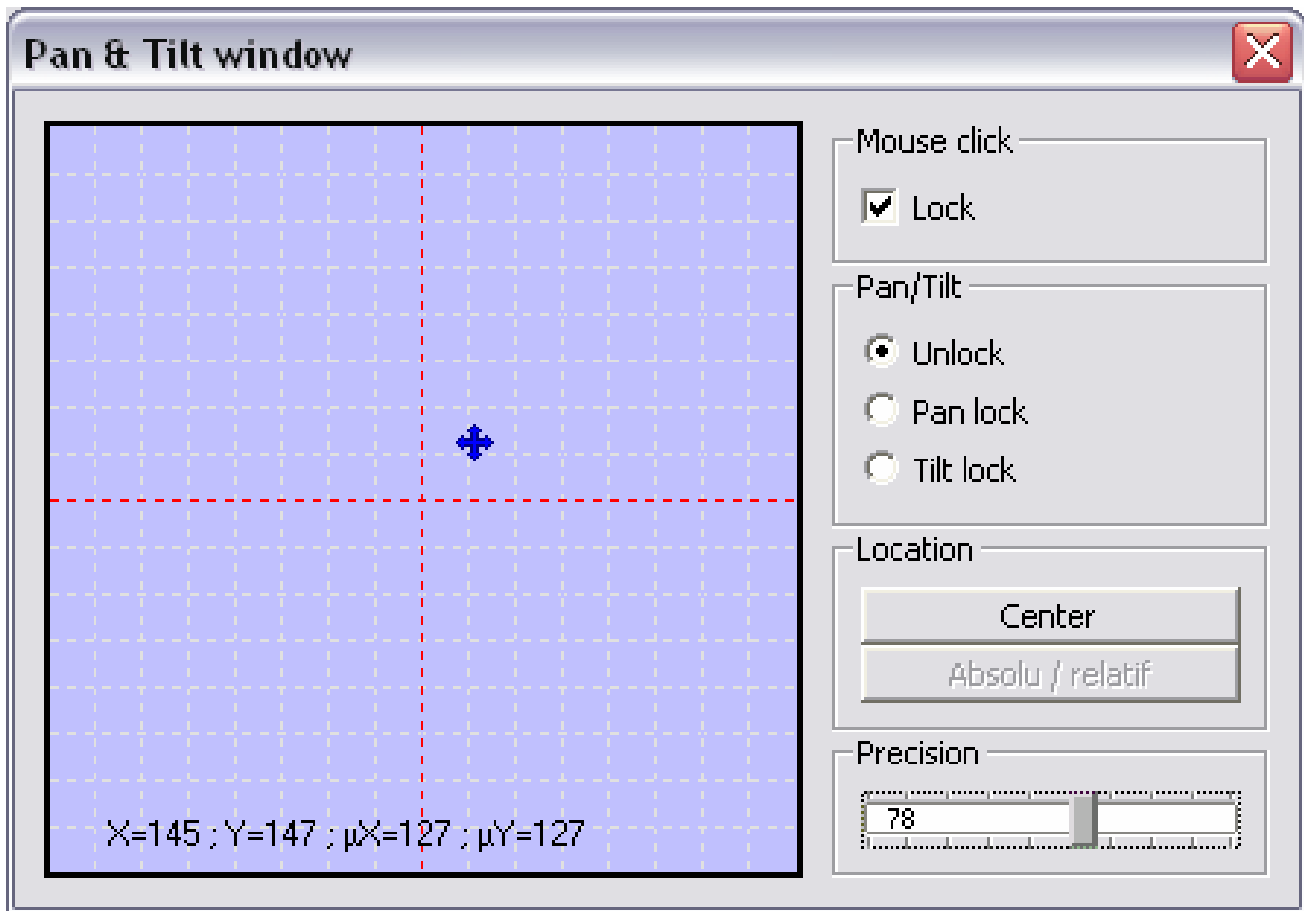 Pan & Tilt window
X=145 ; Y=147 ; µX=127 ; µY=127
Mouse click
Lock
Pan/Tilt
Unlock
Pan lock
Tilt lock
Location
Center
Absolu / relatif
Precision
78